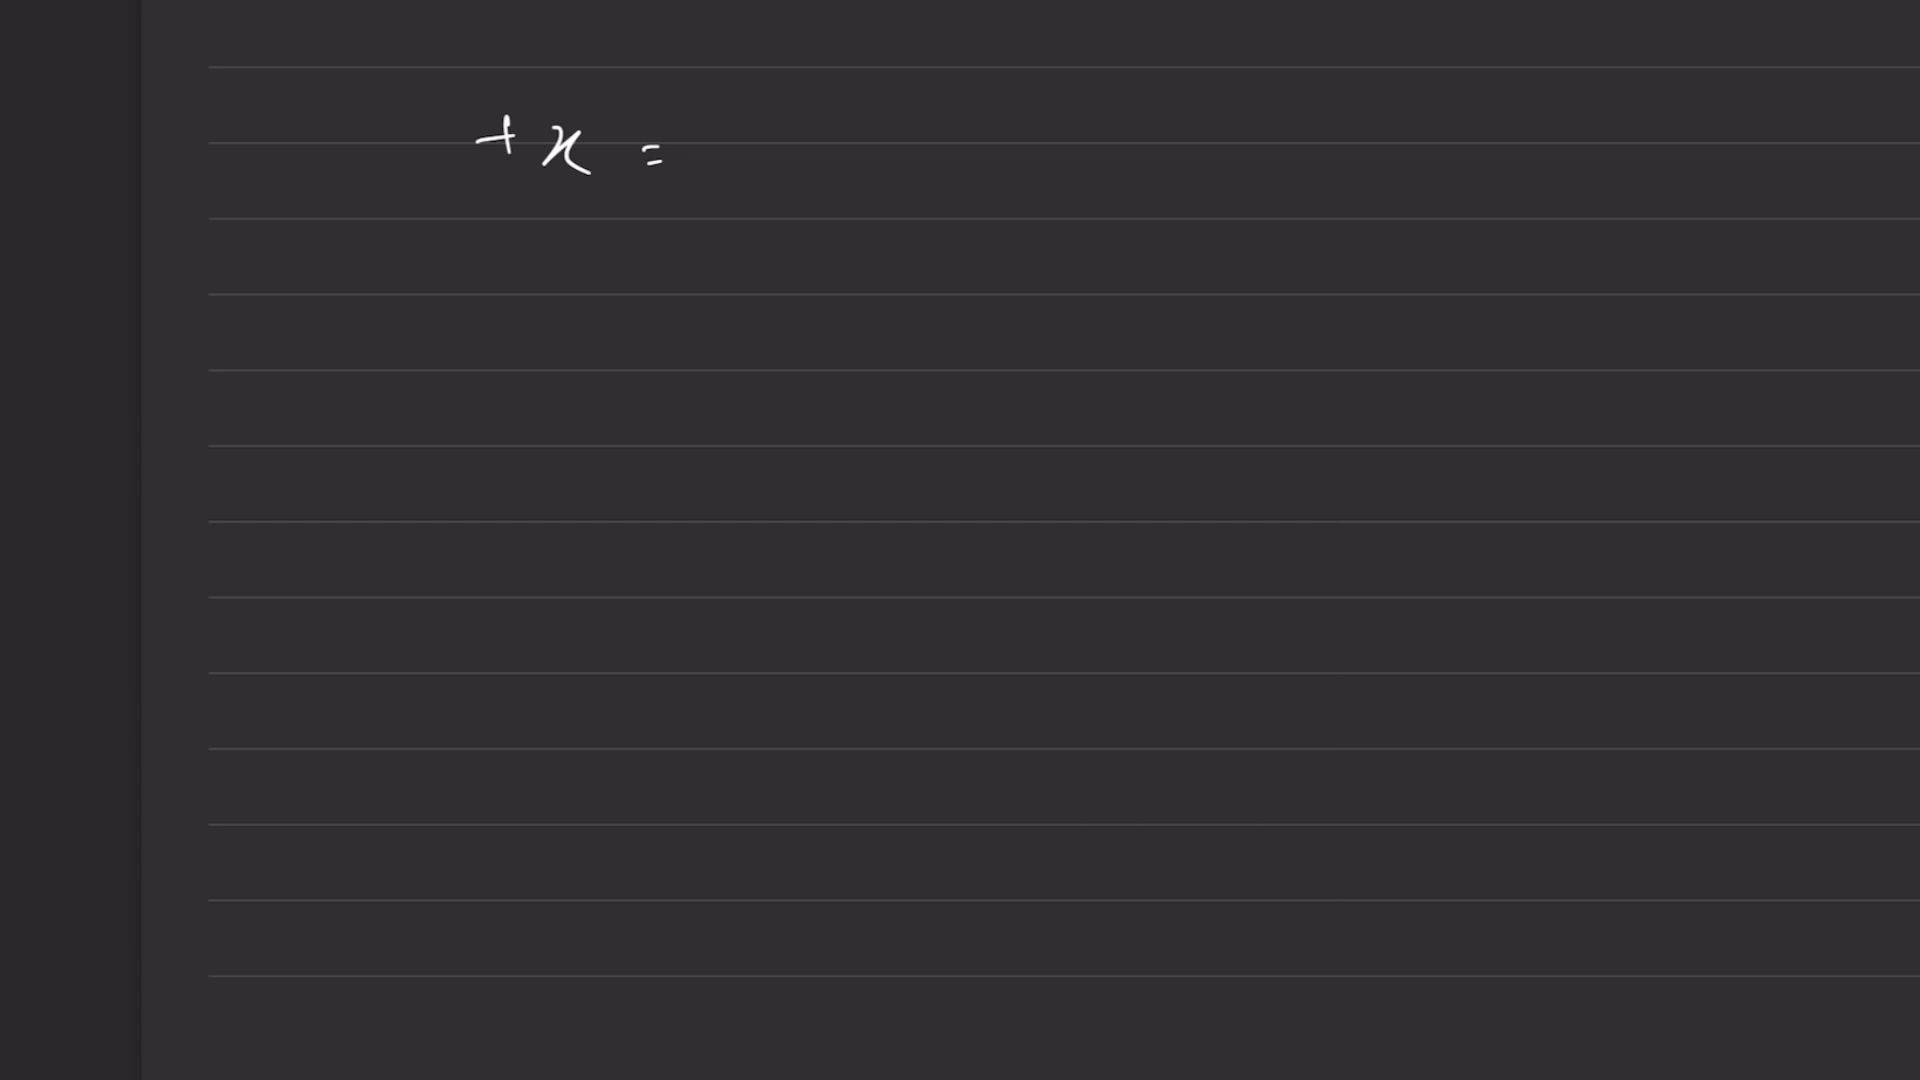 + x =